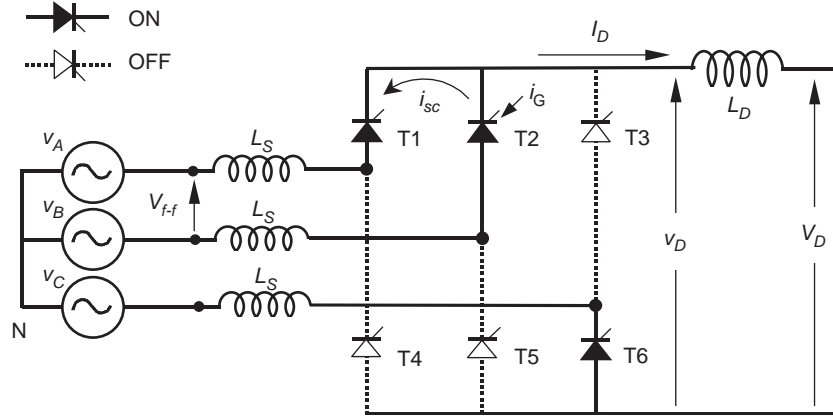 ON
OFF
I_D
i_sc
i_G
L_D
v_A
L_S
T1
T2
T3
v_B
V_f-f
L_S
v_D
V_D
v_C
L_S
N
T4
T5
T6